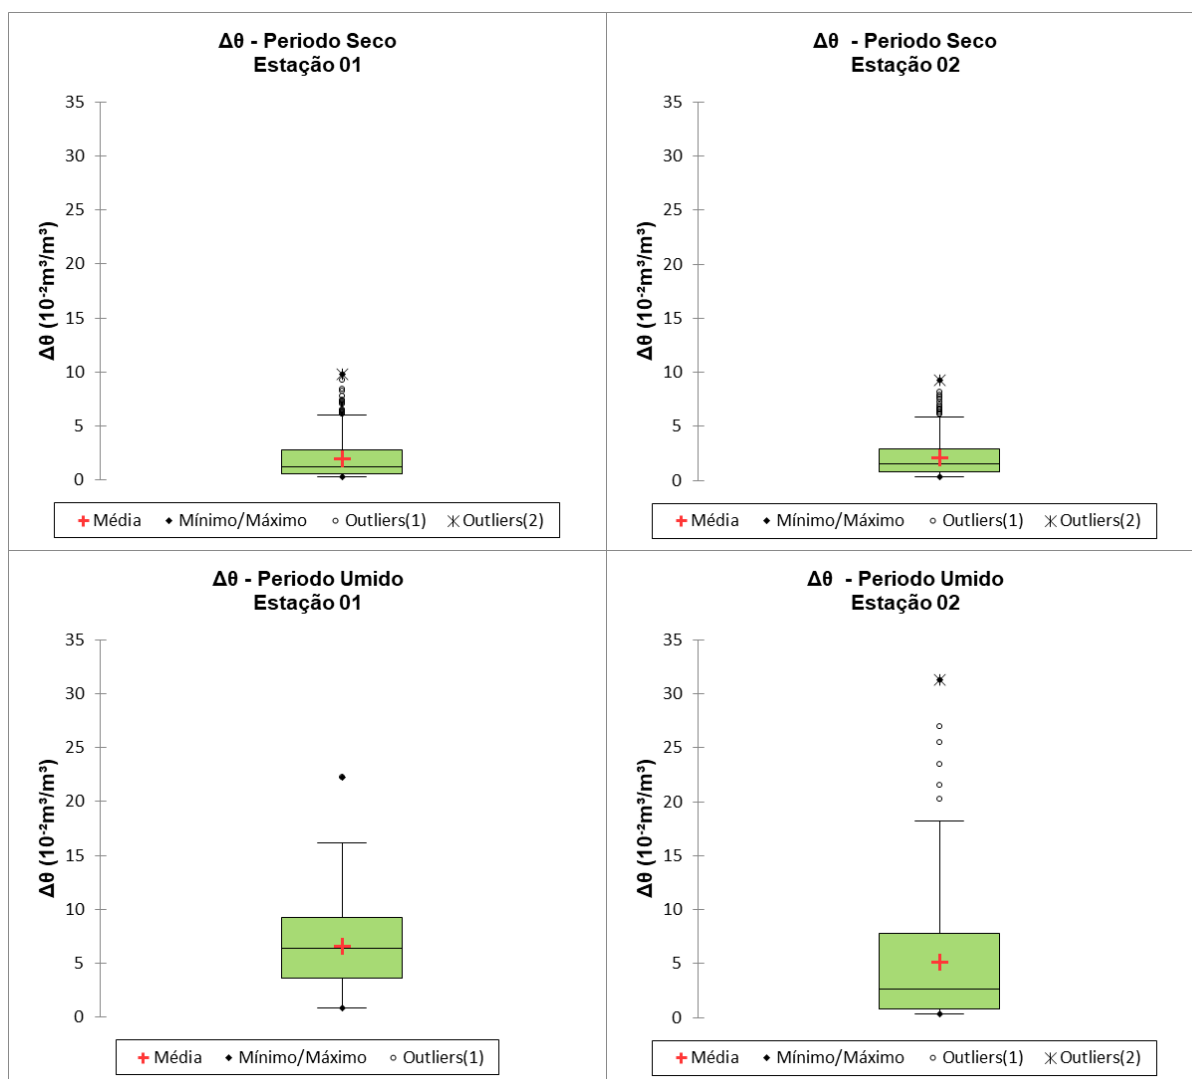 Δθ - Periodo Seco
Estação 01
35
30
25
20
15
10
5
0
Δθ (10⁻²m³/m³)
Média Mínimo/Máximo Outliers(1) Outliers(2)
Δθ - Periodo Seco
Estação 02
35
30
25
20
15
10
5
0
Δθ (10⁻²m³/m³)
Média Mínimo/Máximo Outliers(1) Outliers(2)
Δθ - Periodo Umido
Estação 01
35
30
25
20
15
10
5
0
Δθ (10⁻²m³/m³)
Média Mínimo/Máximo Outliers(1)
Δθ - Periodo Umido
Estação 02
35
30
25
20
15
10
5
0
Δθ (10⁻²m³/m³)
Média Mínimo/Máximo Outliers(1) Outliers(2)